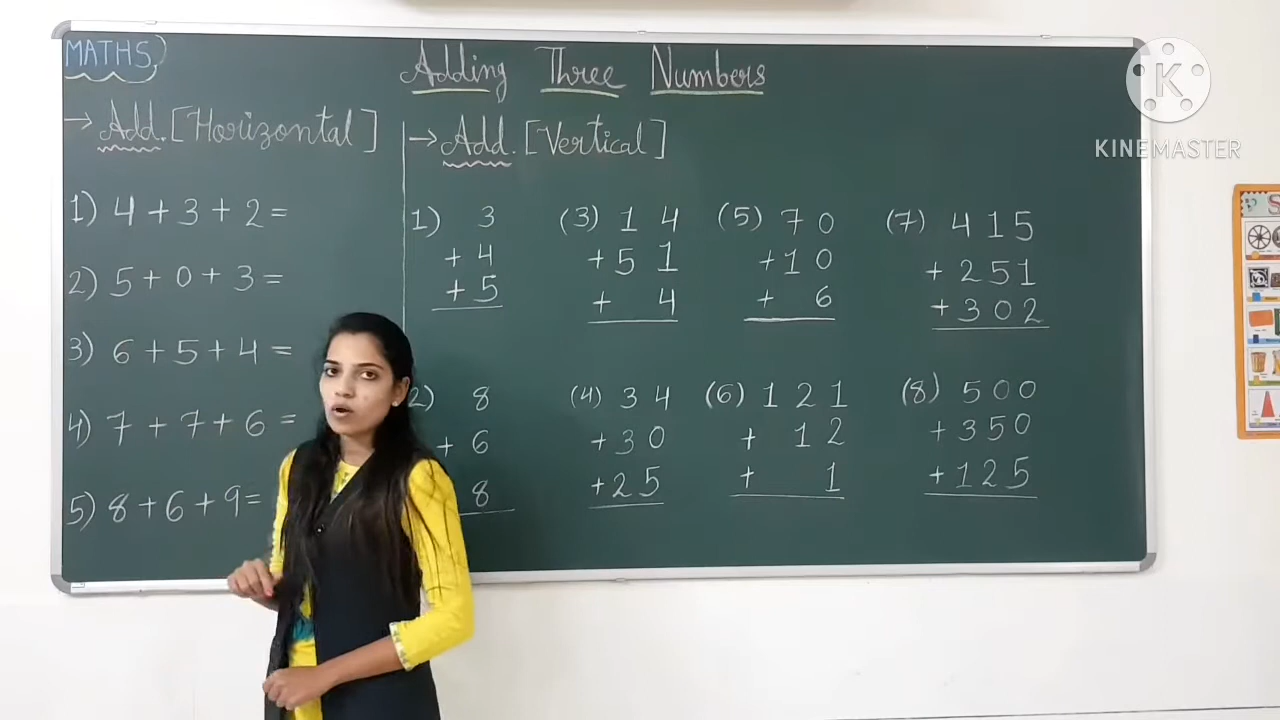 MATHS
Adding Three Numbers
→ Add. [Horizontal]
1) 4 + 3 + 2 =
2) 5 + 0 + 3 =
3) 6 + 5 + 4 =
4) 7 + 7 + 6 =
5) 8 + 6 + 9 =
→ Add. [Vertical]
1) 3
+ 4
+ 5
2) 8
+ 6
8
(3) 1 4
+ 5 1
+ 4
(4) 3 4
+ 3 0
+ 2 5
(5) 7 0
+ 1 0
+ 6
(6) 1 2 1
+ 1 2
+ 1
(7) 4 1 5
+ 2 5 1
+ 3 0 2
(8) 5 0 0
+ 3 5 0
+ 1 2 5
K
KINEMASTER
S